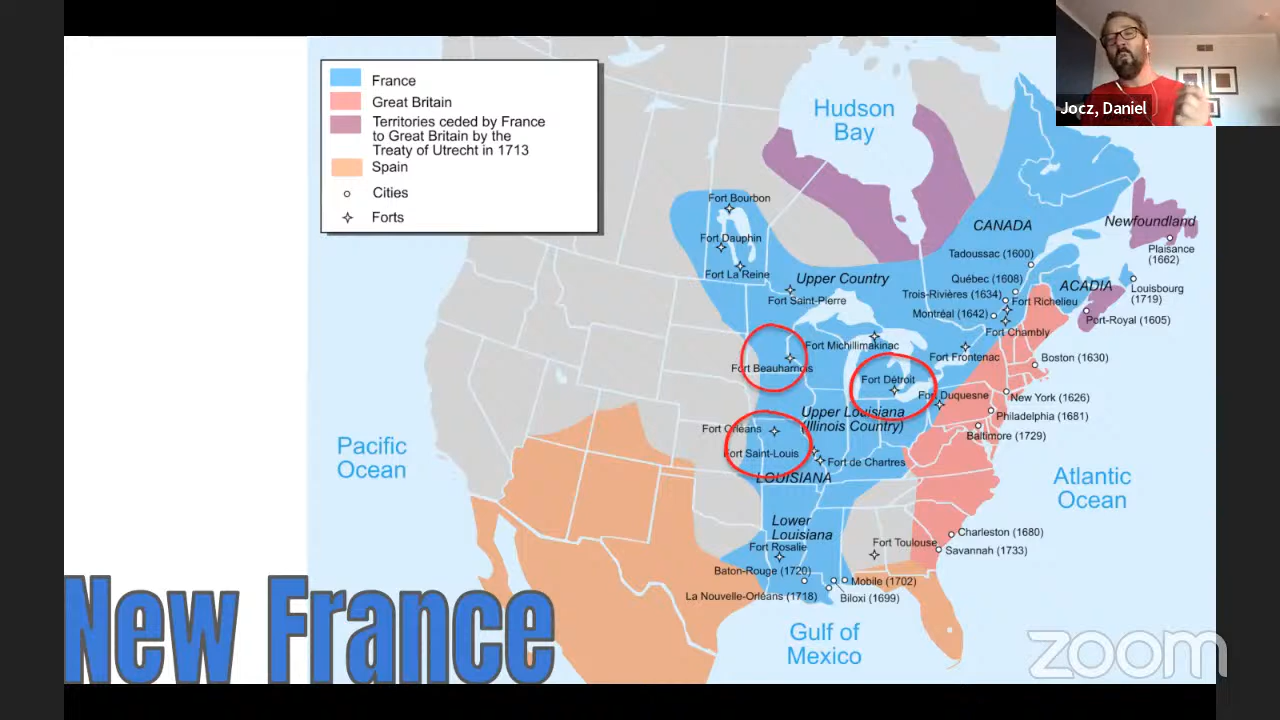 Jocz, Daniel
France
Great Britain
Territories ceded by France
to Great Britain by the
Treaty of Utrecht in 1713
Spain
Cities
Forts
Hudson
Bay
Fort Bourbon
Fort Dauphin
Fort La Reine
Upper Country
Fort Saint-Pierre
CANADA
Newfoundland
Plaisance
(1662)
Tadoussac (1600)
Québec (1608)
ACADIA
Louisbourg
(1719)
Trois-Rivières (1634)
Fort Richelieu
Montréal (1642)
Port-Royal (1605)
Fort Chambly
Fort Michillimakinac
Fort Frontenac
Boston (1630)
Fort Beauharnois
Fort Détroit
Fort Duquesne
New York (1626)
Upper Louisiana
(Illinois Country)
Philadelphia (1681)
Fort Orléans
Baltimore (1729)
Fort Saint-Louis
Fort de Chartres
LOUISIANA
Pacific
Ocean
Atlantic
Ocean
Lower
Louisiana
Charleston (1680)
Fort Rosalie
Fort Toulouse
Savannah (1733)
Baton-Rouge (1720)
Mobile (1702)
La Nouvelle-Orléans (1718)
Biloxi (1699)
Gulf of
Mexico
New France
zoom